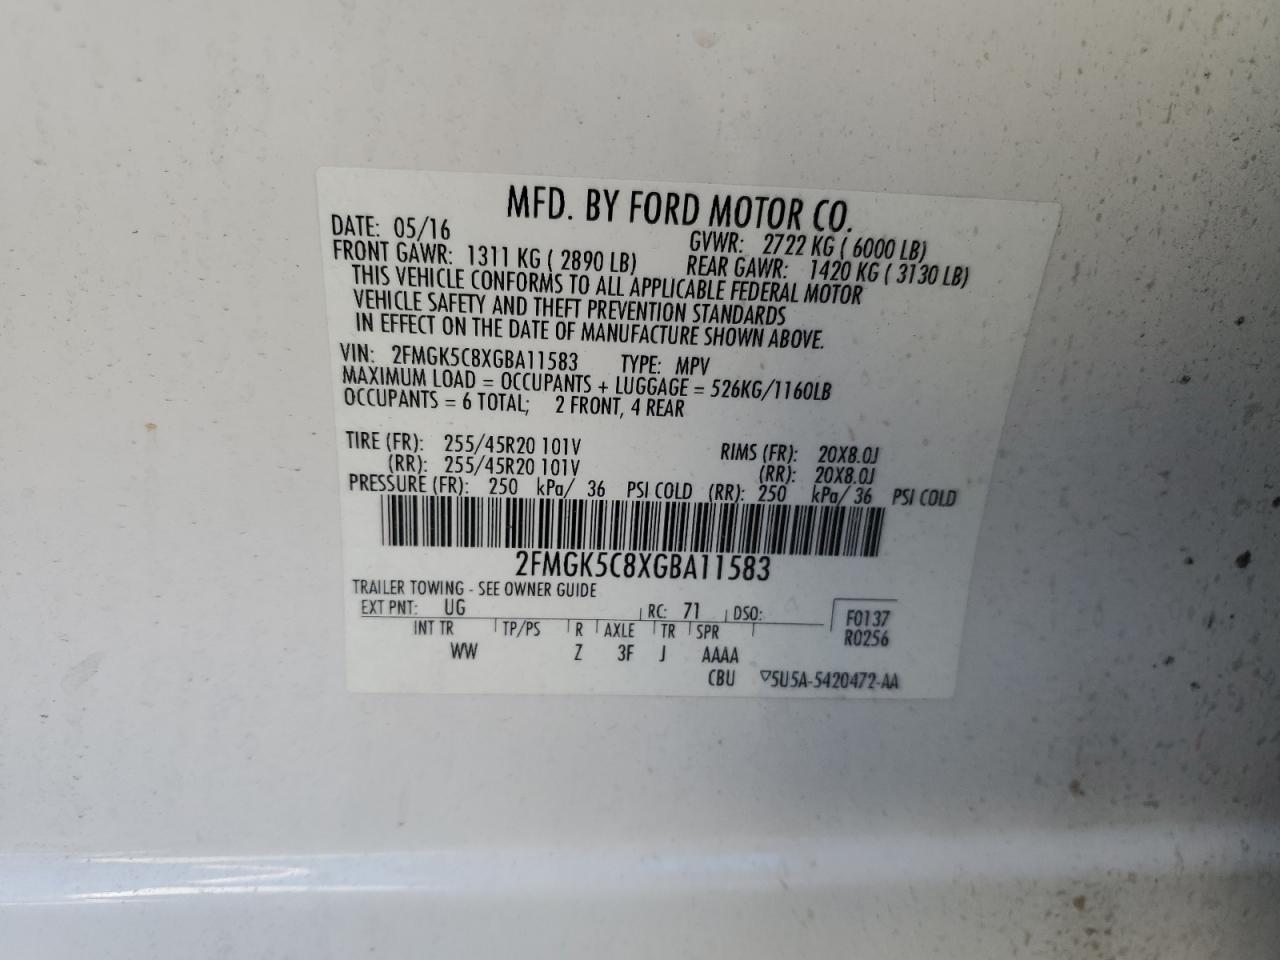 MFD. BY FORD MOTOR CO.
DATE: 05/16 GVWR: 2722 KG ( 6000 LB)
FRONT GAWR: 1311 KG ( 2890 LB) REAR GAWR: 1420 KG ( 3130 LB)
THIS VEHICLE CONFORMS TO ALL APPLICABLE FEDERAL MOTOR
VEHICLE SAFETY AND THEFT PREVENTION STANDARDS
IN EFFECT ON THE DATE OF MANUFACTURE SHOWN ABOVE.
VIN: 2FMGK5C8XGBA11583 TYPE: MPV
MAXIMUM LOAD = OCCUPANTS + LUGGAGE = 526KG/1160LB
OCCUPANTS = 6 TOTAL; 2 FRONT, 4 REAR
TIRE (FR): 255/45R20 101V RIMS (FR): 20X8.0J
(RR): 255/45R20 101V (RR): 20X8.0J
PRESSURE (FR): 250 kPa/ 36 PSI COLD (RR): 250 kPa/ 36 PSI COLD
2FMGK5C8XGBA11583
TRAILER TOWING - SEE OWNER GUIDE
EXT PNT: UG RC: 71 DSO: F0137
INT TR TP/PS R AXLE TR SPR R0256
WW Z 3F J AAAA
CBU ▽5U5A-5420472-AA